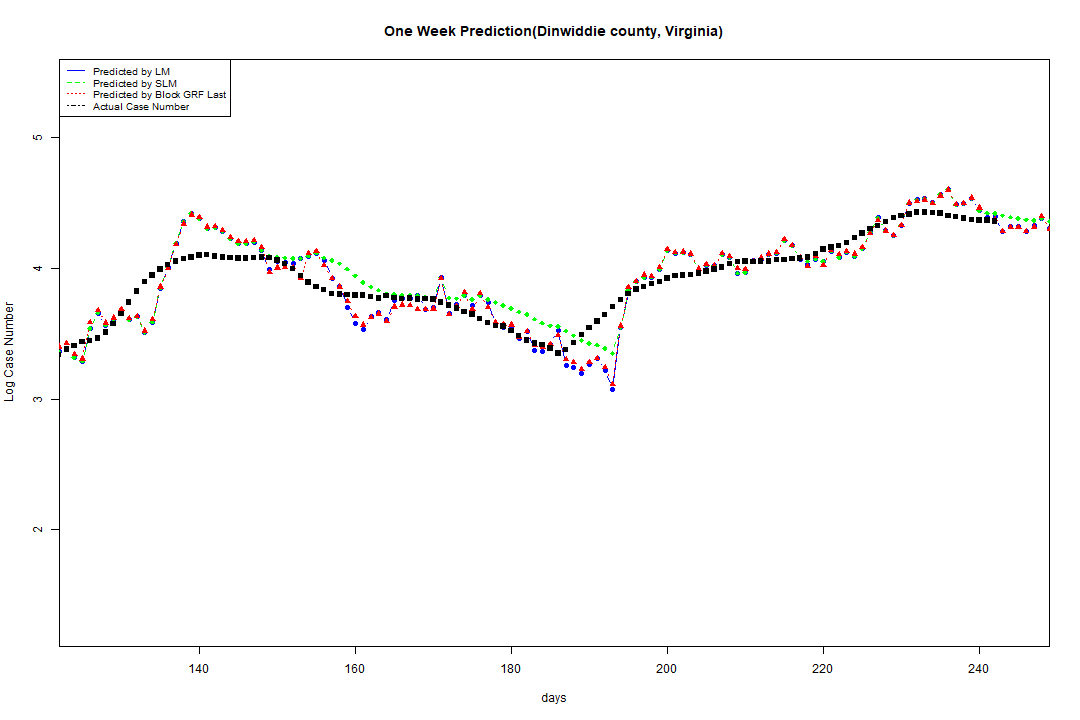 One Week Prediction(Dinwiddie county, Virginia)
Predicted by LM
Predicted by SLM
Predicted by Block GRF Last
Actual Case Number
5
4
3
2
Log Case Number
140 160 180 200 220 240
days